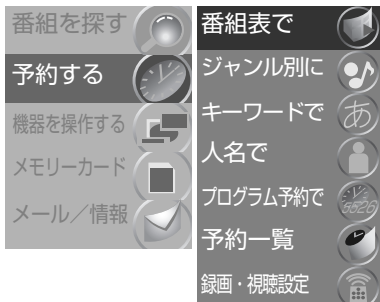 番組を探す
予約する
機器を操作する
メモリーカード
メール／情報
番組表で
ジャンル別に
キーワードで
あ
人名で
プログラム予約で
5526
予約一覧
録画・視聴設定